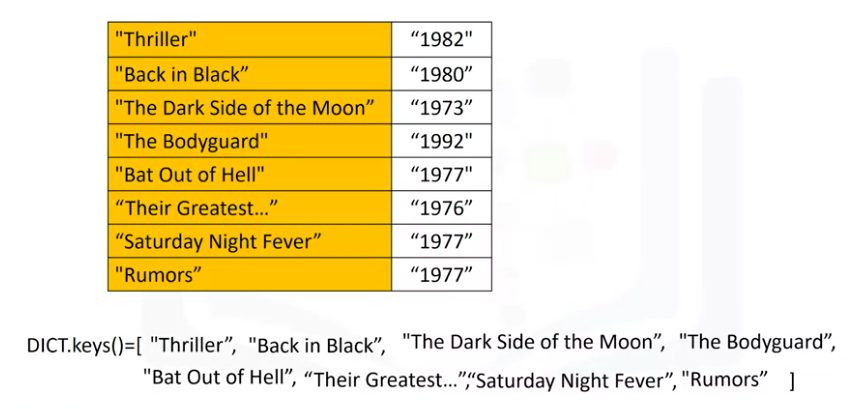 "Thriller" “1982"
"Back in Black” “1980”
"The Dark Side of the Moon” “1973”
"The Bodyguard" “1992"
"Bat Out of Hell" “1977"
“Their Greatest...” “1976”
“Saturday Night Fever” “1977”
"Rumors” “1977”
DICT.keys()=[ "Thriller”, "Back in Black”, "The Dark Side of the Moon”, "The Bodyguard”,
"Bat Out of Hell”, “Their Greatest...”,“Saturday Night Fever”, "Rumors” ]